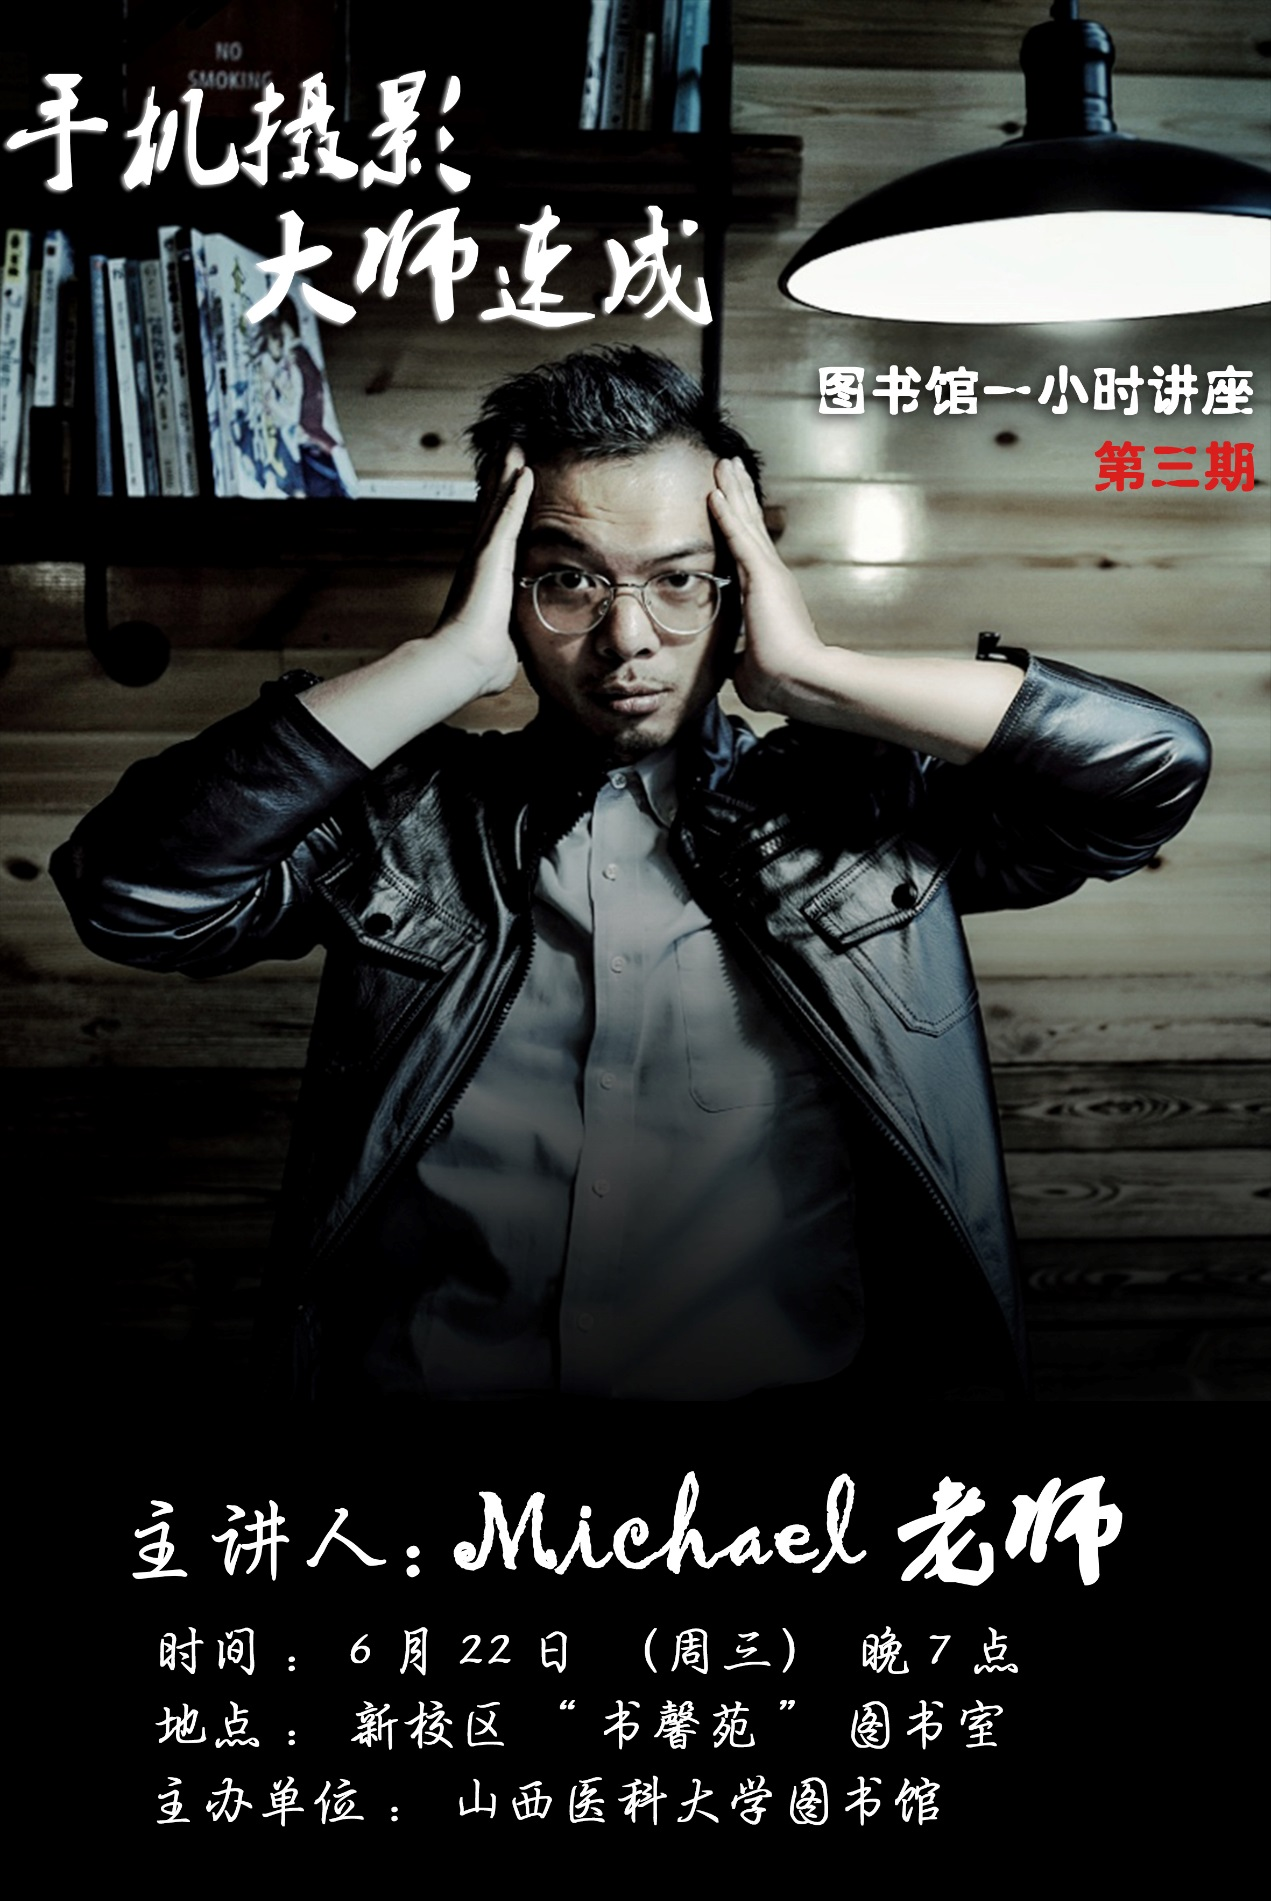 NO
SMOKING
手机摄影
大师速成
图书馆一小时讲座
第三期
主讲人：Michael 老师
时间： 6月22日 （周三） 晚7点
地点： 新校区 “书馨苑” 图书室
主办单位： 山西医科大学图书馆